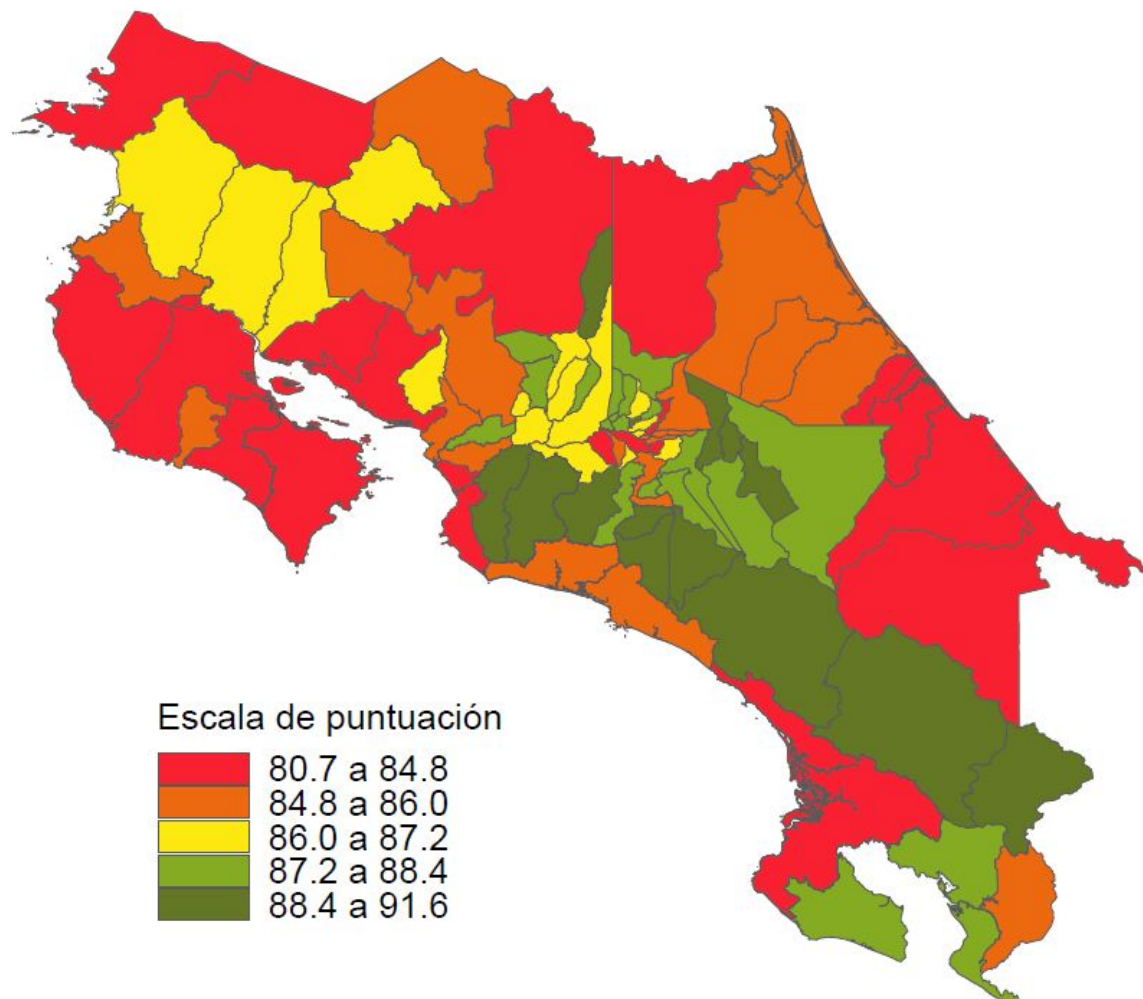 Escala de puntuación
80.7 a 84.8
84.8 a 86.0
86.0 a 87.2
87.2 a 88.4
88.4 a 91.6